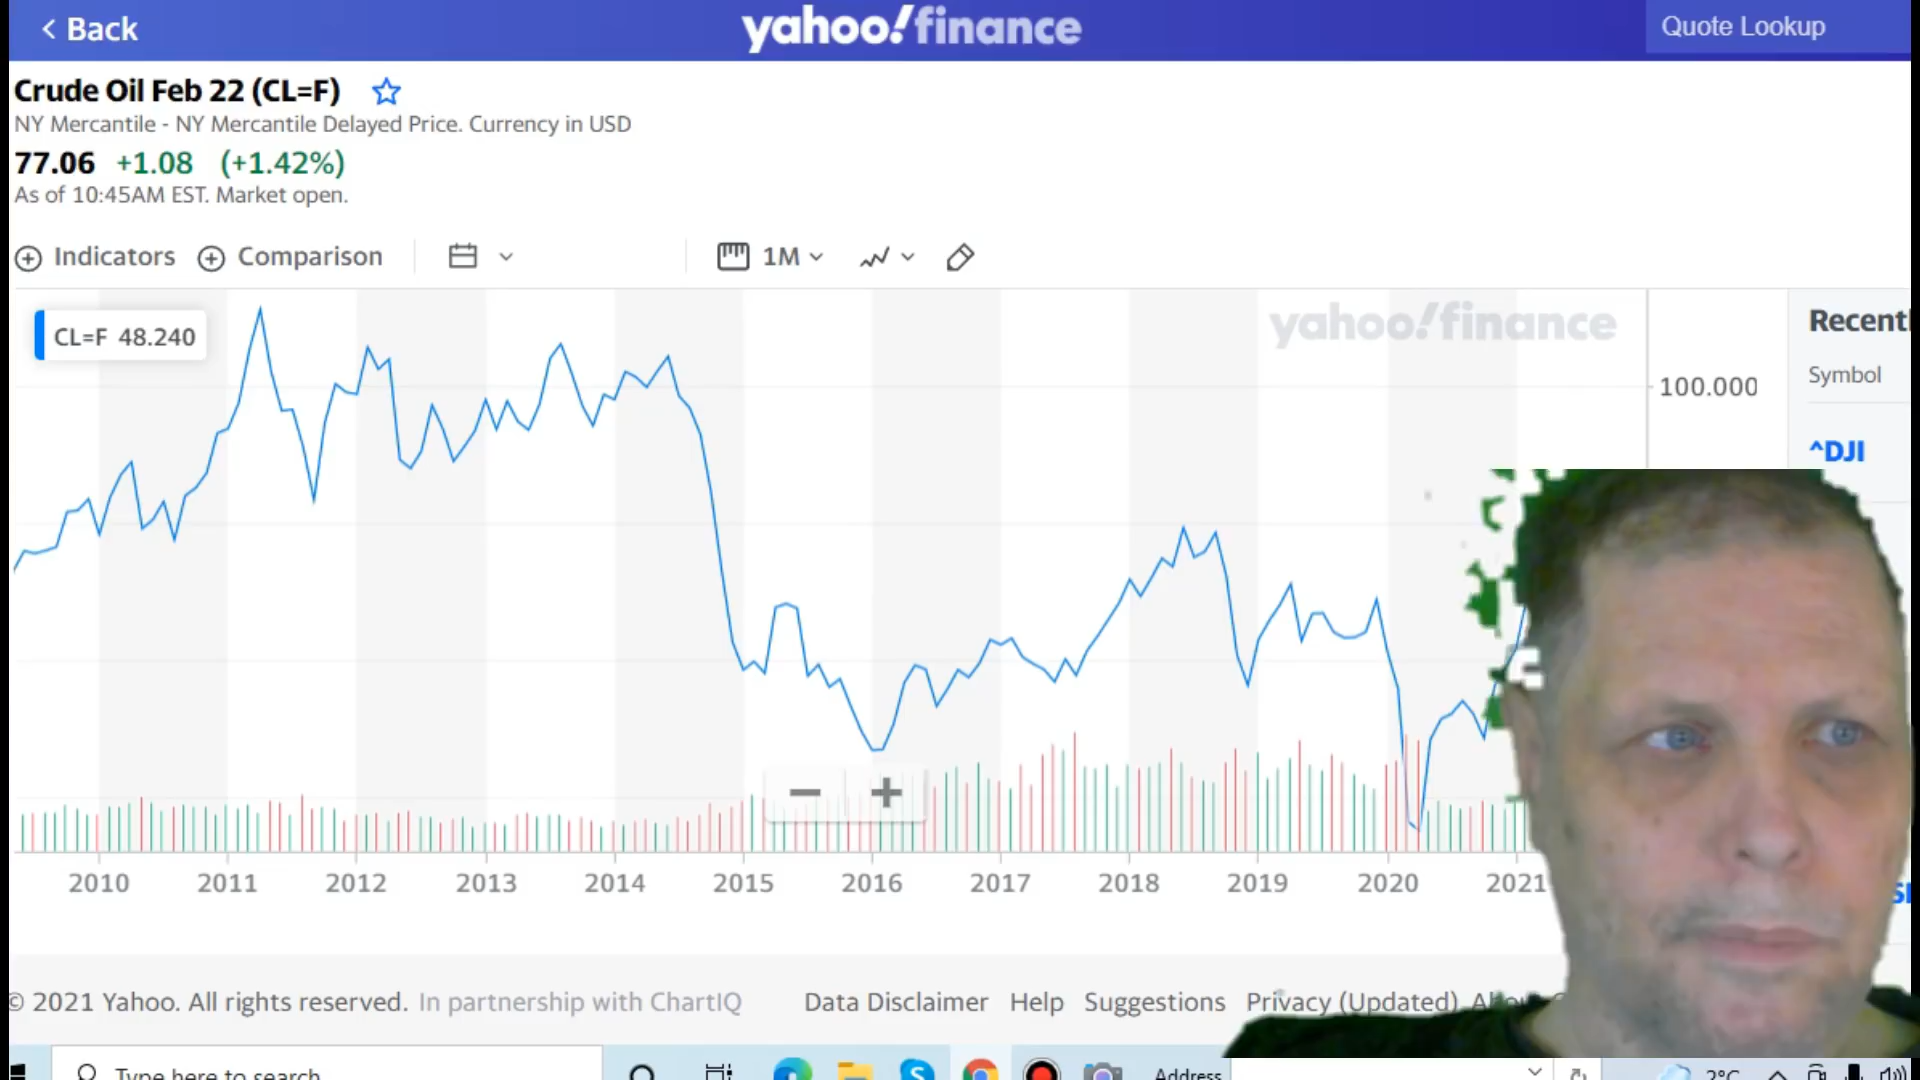 Back
yahoo!finance
Quote Lookup
Crude Oil Feb 22 (CL=F)
NY Mercantile - NY Mercantile Delayed Price. Currency in USD
77.06 +1.08 (+1.42%)
As of 10:45AM EST. Market open.
Indicators
Comparison
1M
CL=F 48.240
yahoo!finance
100.000
Recent
Symbol
^DJI
2010 2011 2012 2013 2014 2015 2016 2017 2018 2019 2020 2021
© 2021 Yahoo. All rights reserved. In partnership with ChartIQ Data Disclaimer Help Suggestions Privacy (Updated)
Type here to search
Address
2°C